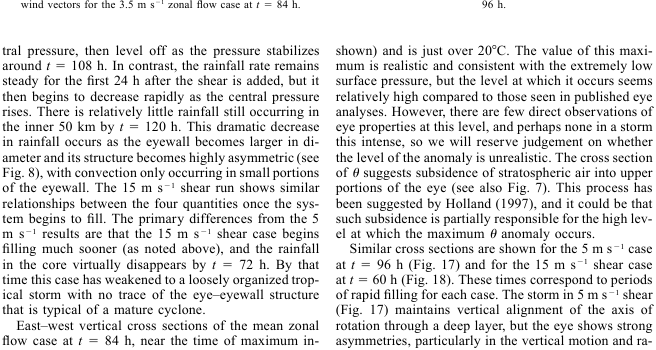 wind vectors for the 3.5 m s⁻¹ zonal flow case at t = 84 h.
96 h.
tral pressure, then level off as the pressure stabilizes
around t = 108 h. In contrast, the rainfall rate remains
steady for the first 24 h after the shear is added, but it
then begins to decrease rapidly as the central pressure
rises. There is relatively little rainfall still occurring in
the inner 50 km by t = 120 h. This dramatic decrease
in rainfall occurs as the eyewall becomes larger in di-
ameter and its structure becomes highly asymmetric (see
Fig. 8), with convection only occurring in small portions
of the eyewall. The 15 m s⁻¹ shear run shows similar
relationships between the four quantities once the sys-
tem begins to fill. The primary differences from the 5
m s⁻¹ results are that the 15 m s⁻¹ shear case begins
filling much sooner (as noted above), and the rainfall
in the core virtually disappears by t = 72 h. By that
time this case has weakened to a loosely organized trop-
ical storm with no trace of the eye–eyewall structure
that is typical of a mature cyclone.
East–west vertical cross sections of the mean zonal
flow case at t = 84 h, near the time of maximum in-
shown) and is just over 20°C. The value of this maxi-
mum is realistic and consistent with the extremely low
surface pressure, but the level at which it occurs seems
relatively high compared to those seen in published eye
analyses. However, there are few direct observations of
eye properties at this level, and perhaps none in a storm
this intense, so we will reserve judgement on whether
the level of the anomaly is unrealistic. The cross section
of θ suggests subsidence of stratospheric air into upper
portions of the eye (see also Fig. 7). This process has
been suggested by Holland (1997), and it could be that
such subsidence is partially responsible for the high lev-
el at which the maximum θ anomaly occurs.
Similar cross sections are shown for the 5 m s⁻¹ case
at t = 96 h (Fig. 17) and for the 15 m s⁻¹ shear case
at t = 60 h (Fig. 18). These times correspond to periods
of rapid filling for each case. The storm in 5 m s⁻¹ shear
(Fig. 17) maintains vertical alignment of the axis of
rotation through a deep layer, but the eye shows strong
asymmetries, particularly in the vertical motion and ra-